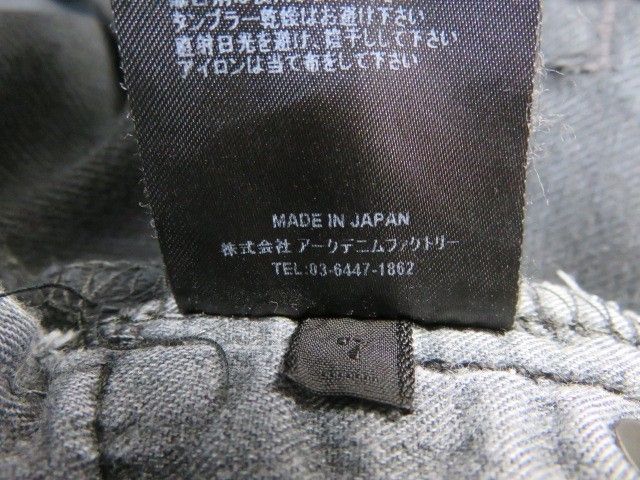 タンブラー乾燥はお避け下さい
直射日光を避け、陰干しして下さい
アイロンは当て布をして下さい
MADE IN JAPAN
株式会社 アークデニムファクトリー
TEL:03-6447-1862
7